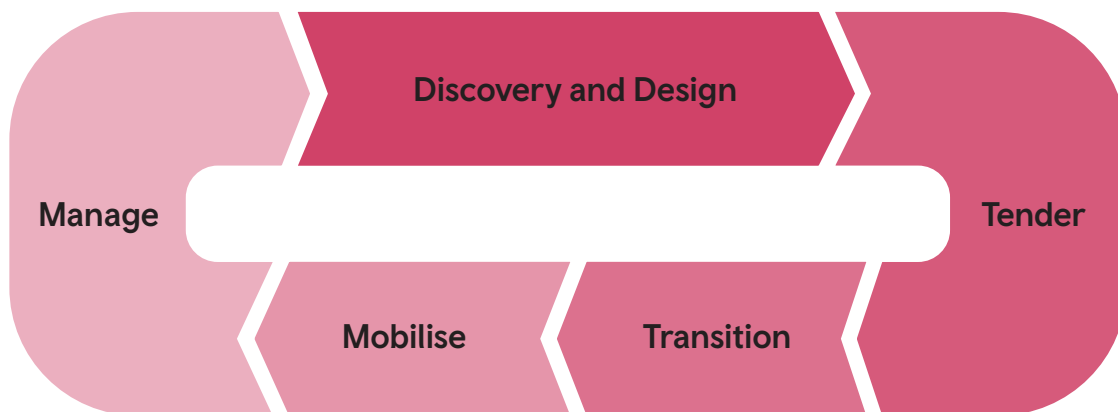 Discovery and Design
Manage
Tender
Mobilise
Transition